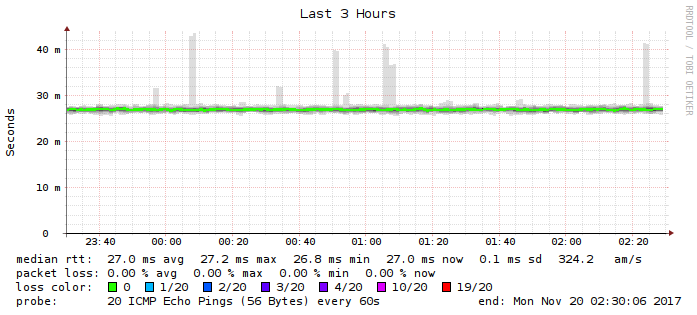 Last 3 Hours
RRDTOOL / TOBI OETIKER
Seconds
40 m
30 m
20 m
10 m
0
23:40 00:00 00:20 00:40 01:00 01:20 01:40 02:00 02:20
median rtt: 27.0 ms avg 27.2 ms max 26.8 ms min 27.0 ms now 0.1 ms sd 324.2 am/s
packet loss: 0.00 % avg 0.00 % max 0.00 % min 0.00 % now
loss color: 0 1/20 2/20 3/20 4/20 10/20 19/20
probe: 20 ICMP Echo Pings (56 Bytes) every 60s end: Mon Nov 20 02:30:06 2017